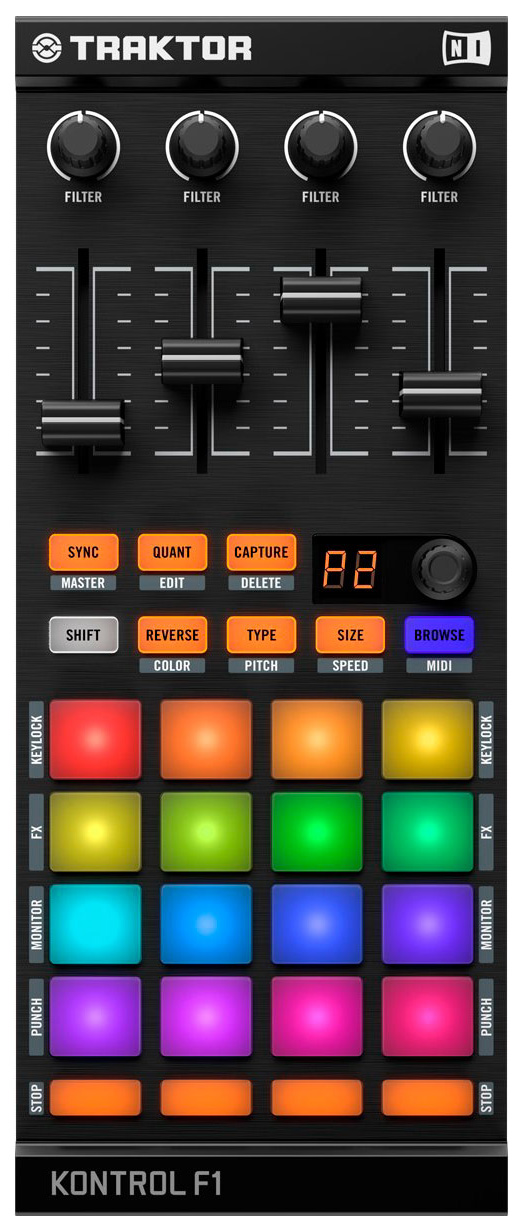 TRAKTOR NI
FILTER FILTER FILTER FILTER
SYNC QUANT CAPTURE P2
MASTER EDIT DELETE
SHIFT REVERSE TYPE SIZE BROWSE
COLOR PITCH SPEED MIDI
KEYLOCK KEYLOCK
FX FX
MONITOR MONITOR
PUNCH PUNCH
STOP STOP
KONTROL F1